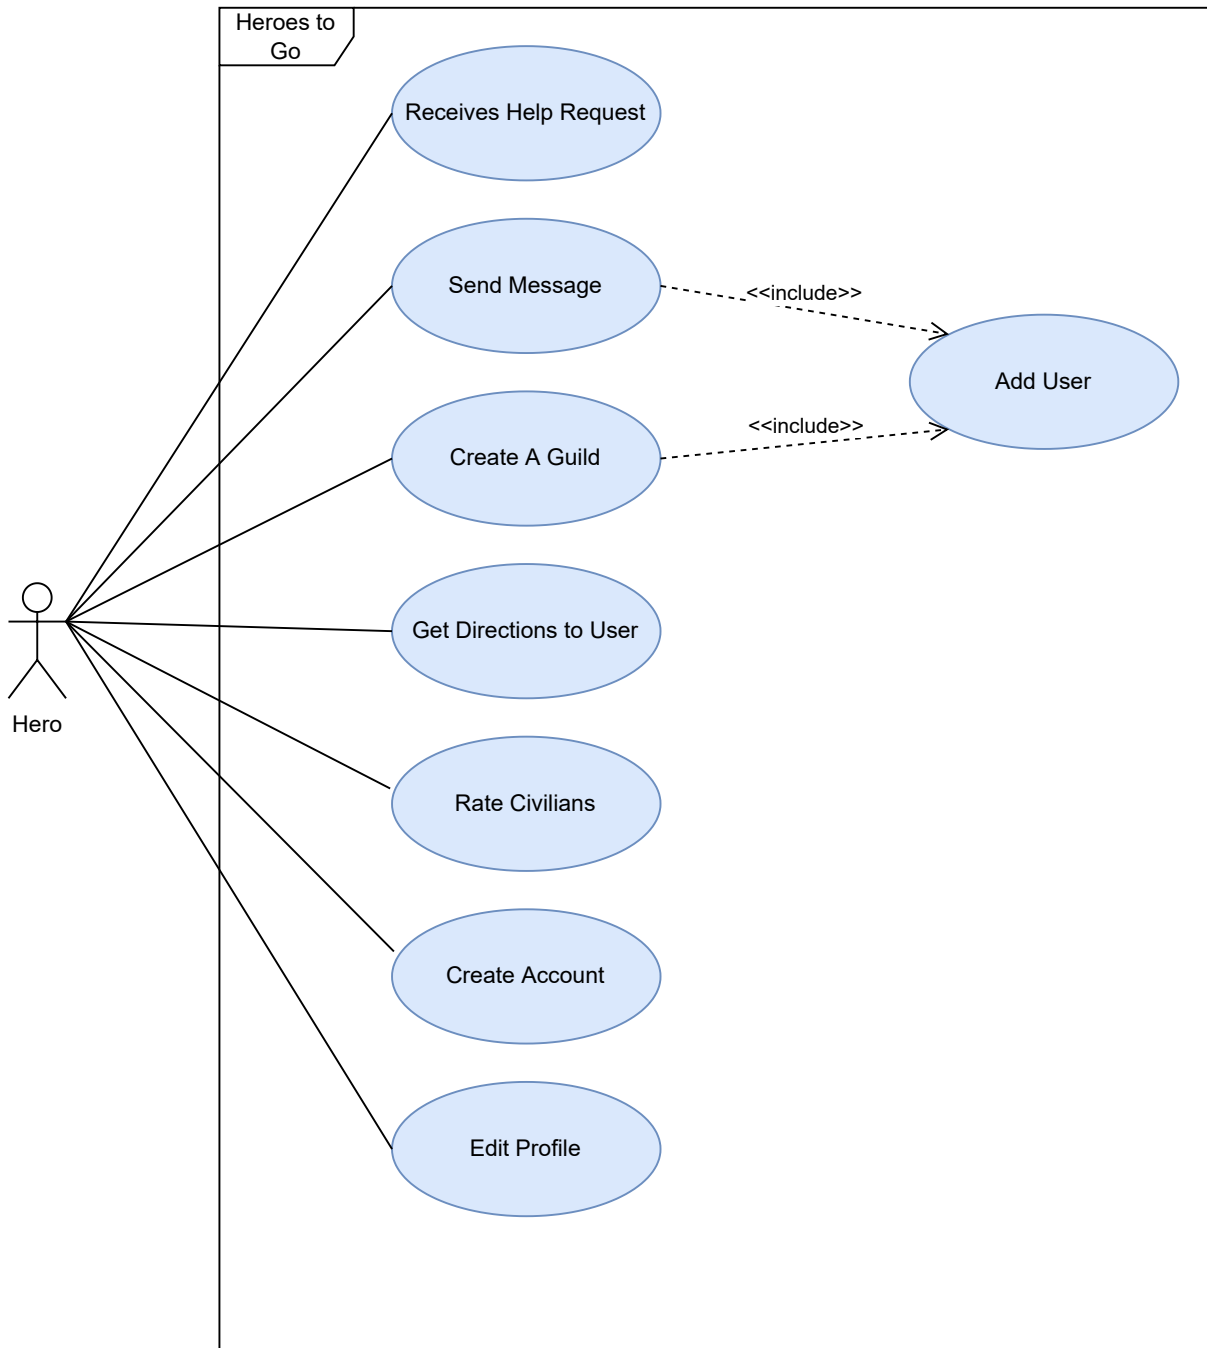 Heroes to
Go
Receives Help Request
Send Message
<<include>>
Add User
<<include>>
Create A Guild
Get Directions to User
Hero
Rate Civilians
Create Account
Edit Profile